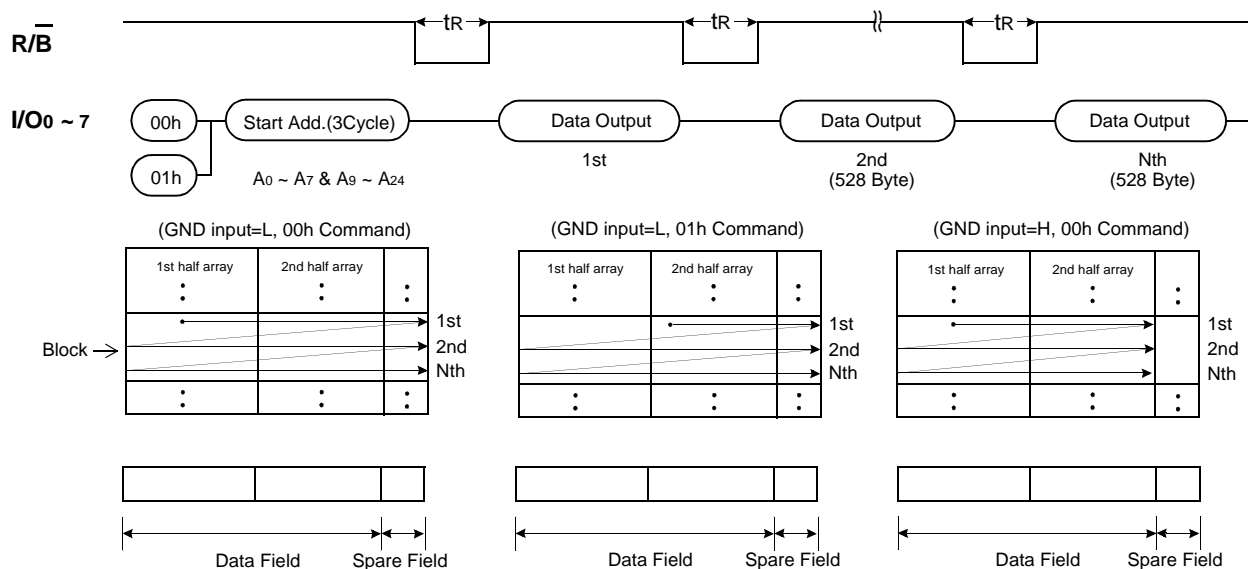 R/B
tR
tR
tR
I/O0 ~ 7
00h
Start Add.(3Cycle)
Data Output
Data Output
Data Output
01h
A0 ~ A7 & A9 ~ A24
1st
2nd
(528 Byte)
Nth
(528 Byte)
(GND input=L, 00h Command)
1st half array
2nd half array
1st
2nd
Nth
Block
Data Field
Spare Field
(GND input=L, 01h Command)
1st half array
2nd half array
1st
2nd
Nth
Data Field
Spare Field
(GND input=H, 00h Command)
1st half array
2nd half array
1st
2nd
Nth
Data Field
Spare Field